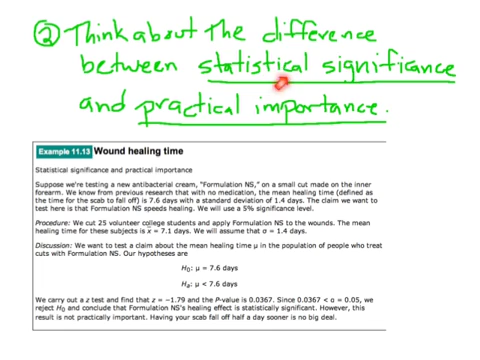 ② Think about the difference
between statistical significance
and practical importance.
Example 11.13 Wound healing time
Statistical significance and practical importance
Suppose we're testing a new antibacterial cream, "Formulation NS," on a small cut made on the inner
forearm. We know from previous research that with no medication, the mean healing time (defined as
the time for the scab to fall off) is 7.6 days with a standard deviation of 1.4 days. The claim we want to
test here is that Formulation NS speeds healing. We will use a 5% significance level.
Procedure: We cut 25 volunteer college students and apply Formulation NS to the wounds. The mean
healing time for these subjects is x̄ = 7.1 days. We will assume that σ = 1.4 days.
Discussion: We want to test a claim about the mean healing time μ in the population of people who treat
cuts with Formulation NS. Our hypotheses are
H₀: μ = 7.6 days
Hₐ: μ < 7.6 days
We carry out a z test and find that z = −1.79 and the P-value is 0.0367. Since 0.0367 < α = 0.05, we
reject H₀ and conclude that Formulation NS's healing effect is statistically significant. However, this
result is not practically important. Having your scab fall off half a day sooner is no big deal.